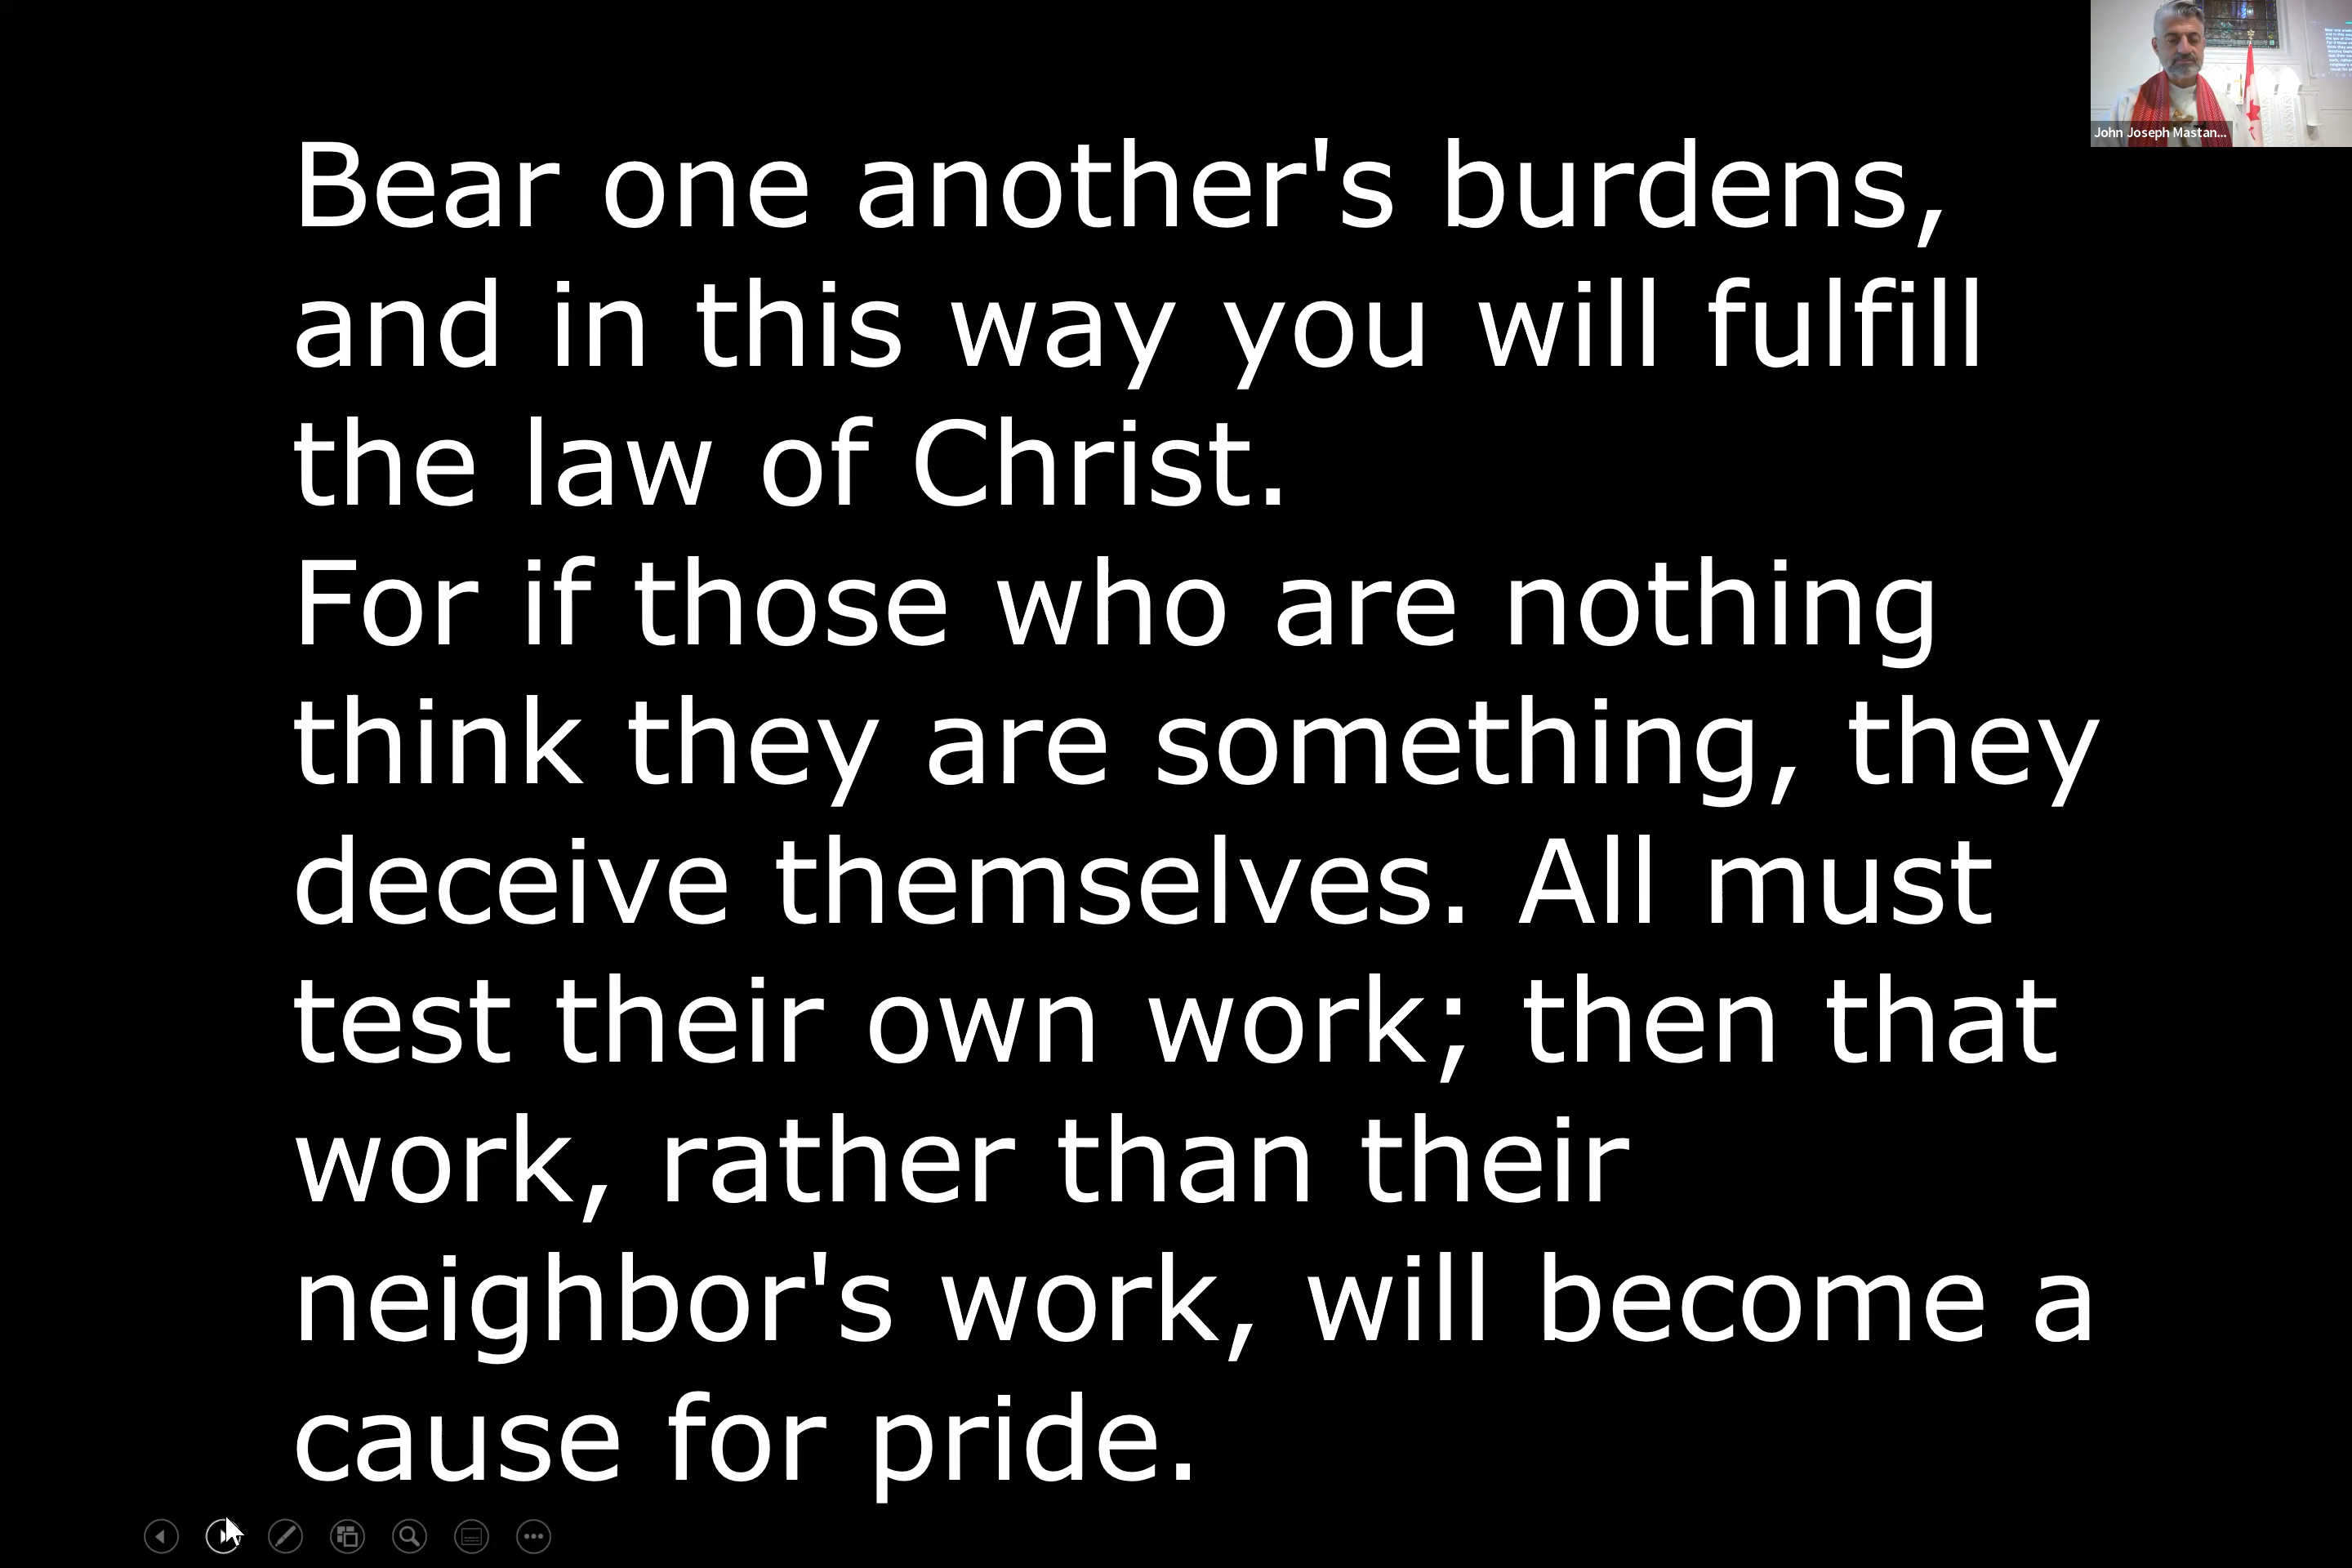 Bear one another's burdens,
and in this way you will fulfill
the law of Christ.
For if those who are nothing
think they are something, they
deceive themselves. All must
test their own work; then that
work, rather than their
neighbor's work, will become a
cause for pride.
John Joseph Mastan...